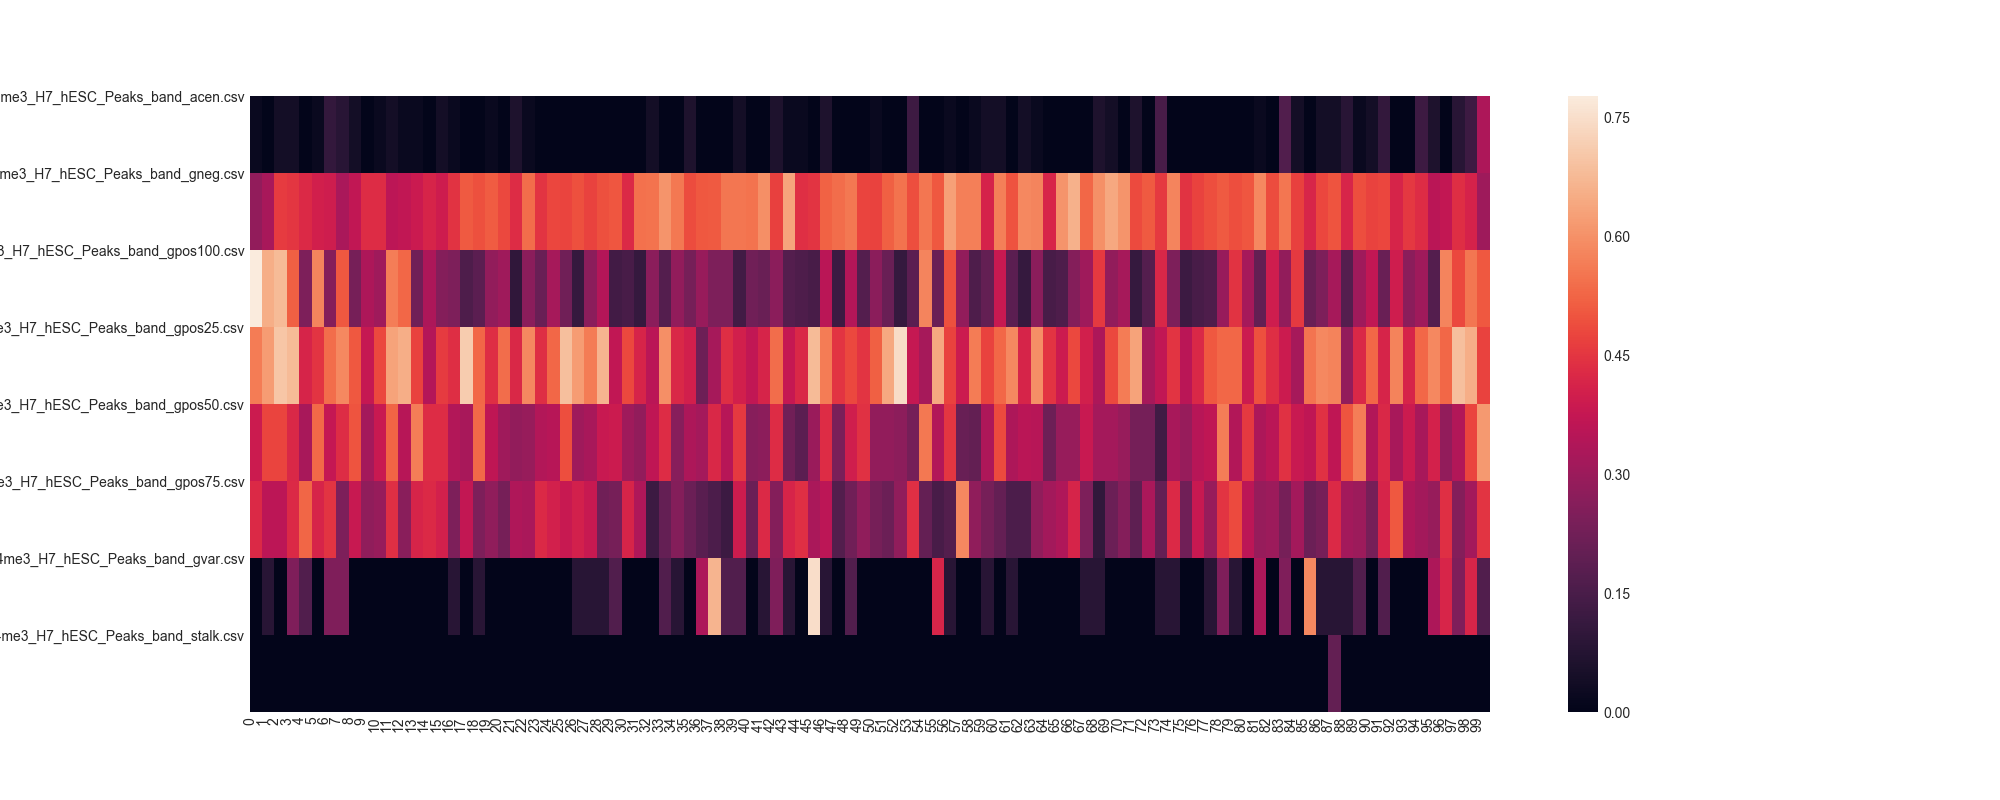 me3_H7_hESC_Peaks_band_acen.csv
me3_H7_hESC_Peaks_band_gneg.csv
3_H7_hESC_Peaks_band_gpos100.csv
e3_H7_hESC_Peaks_band_gpos25.csv
e3_H7_hESC_Peaks_band_gpos50.csv
e3_H7_hESC_Peaks_band_gpos75.csv
4me3_H7_hESC_Peaks_band_gvar.csv
me3_H7_hESC_Peaks_band_stalk.csv
0 1 2 3 4 5 6 7 8 9 10 11 12 13 14 15 16 17 18 19 20 21 22 23 24 25 26 27 28 29 30 31 32 33 34 35 36 37 38 39 40 41 42 43 44 45 46 47 48 49 50 51 52 53 54 55 56 57 58 59 60 61 62 63 64 65 66 67 68 69 70 71 72 73 74 75 76 77 78 79 80 81 82 83 84 85 86 87 88 89 90 91 92 93 94 95 96 97 98 99
0.75
0.60
0.45
0.30
0.15
0.00